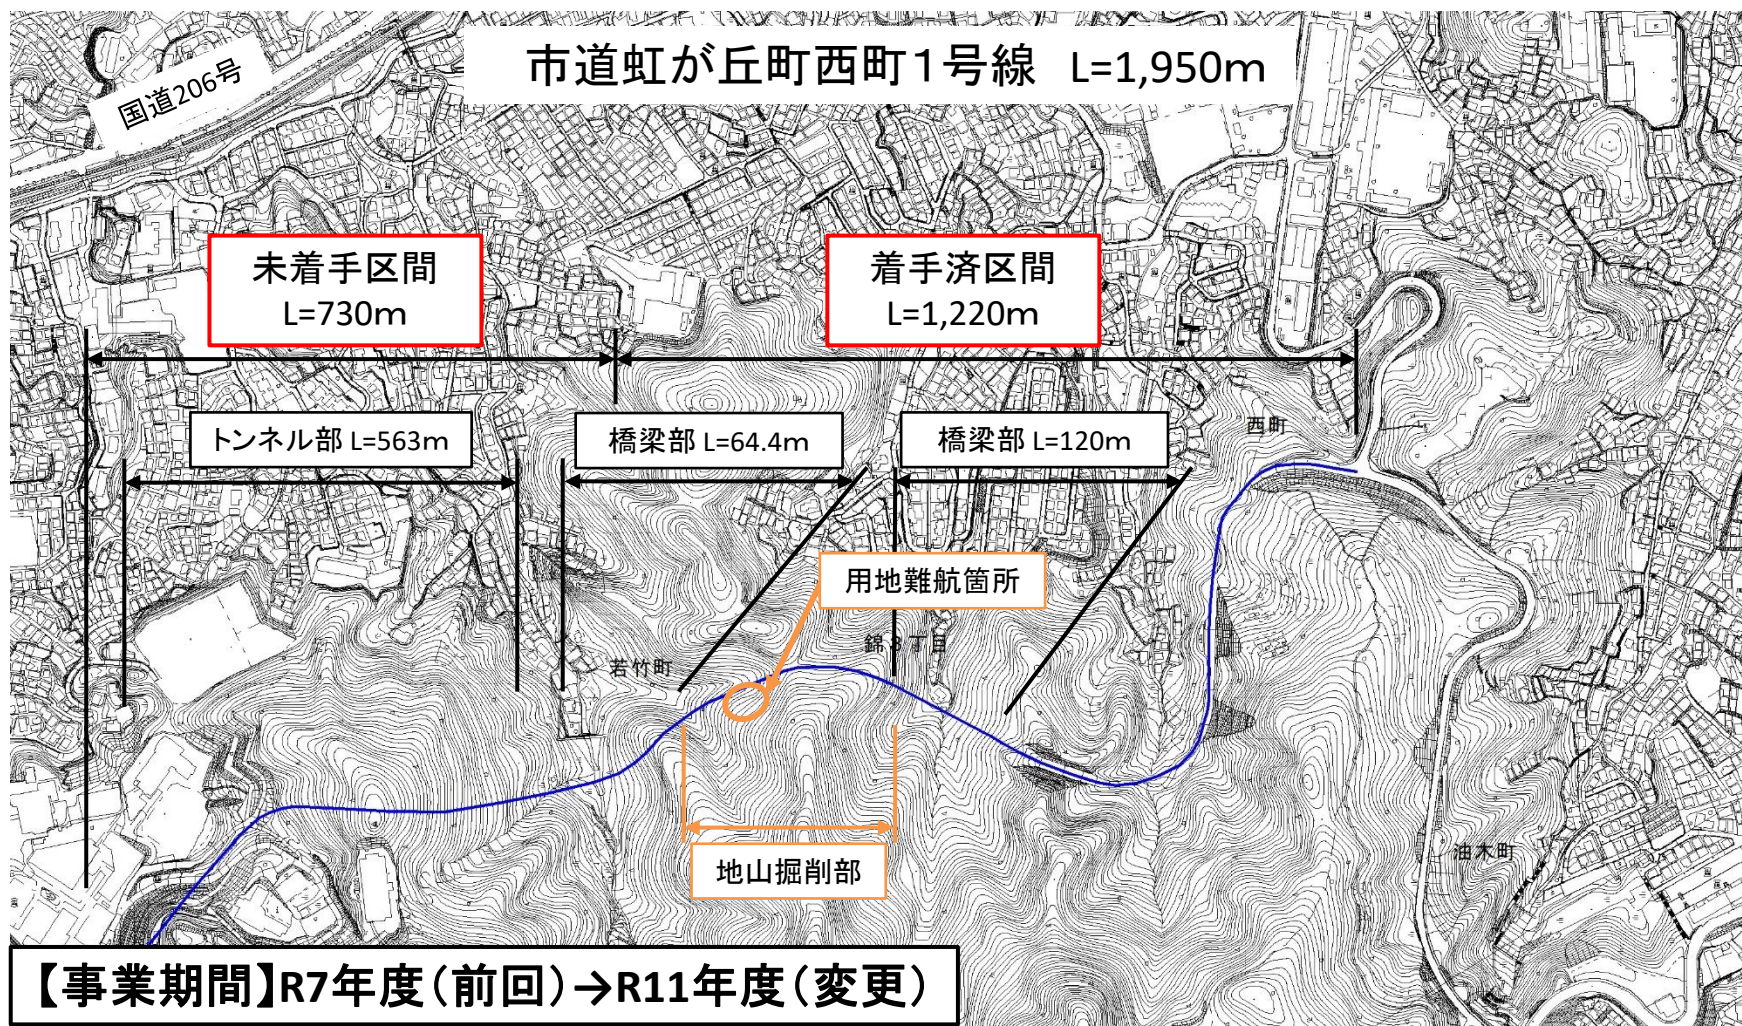 市道虹が丘町西町1号線 L=1,950m
国道206号
未着手区間
L=730m
着手済区間
L=1,220m
トンネル部 L=563m
橋梁部 L=64.4m
橋梁部 L=120m
西町
用地難航箇所
錦3丁目
若竹町
地山掘削部
油木町
【事業期間】R7年度(前回)→R11年度(変更)